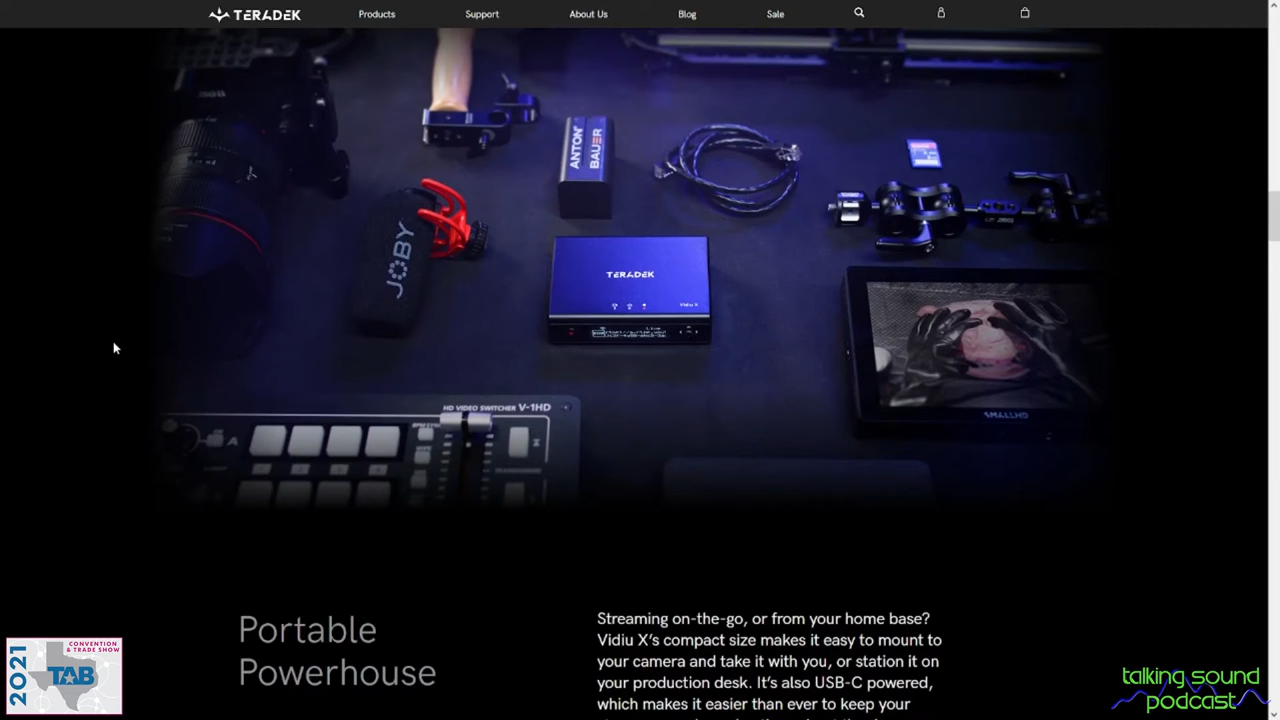 TERADEK
Products
Support
About Us
Blog
Sale
ANTON
BAUER
JOBY
TERADEK
Vidiu X
SMALLHD
HD VIDEO SWITCHER V-1HD
A
Portable
Powerhouse
Streaming on-the-go, or from your home base?
Vidiu X's compact size makes it easy to mount to
your camera and take it with you, or station it on
your production desk. It's also USB-C powered,
which makes it easier than ever to keep your
2021
CONVENTION
& TRADE SHOW
TAB
talking sound
podcast